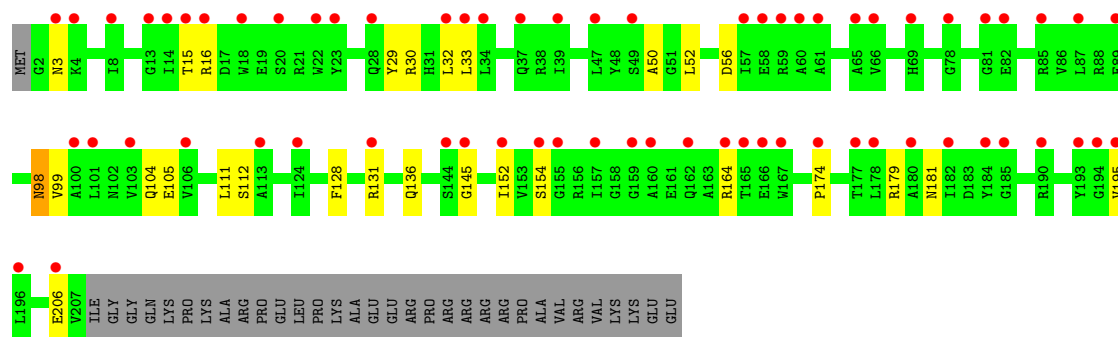 MET G2 N3 K4 I8 G13 I14 T15 R16 D17 W18 E19 S20 R21 W22 Y23 Q28 Y29 R30 H31 L32 L33 L34 Q37 R38 I39 L47 Y48 S49 A50 G51 L52 D56 I57 E58 R59 A60 A61 A65 V66 H69 G78 G81 E82 R85 V86 L87 R88
N98 V99 A100 L101 N102 V103 Q104 E105 V106 L111 S112 A113 I124 F128 R131 Q136 S144 G145 I152 V153 S154 G155 R156 I157 G158 G159 A160 E161 Q162 A163 R164 T165 E166 W167 P174 T177 L178 R179 A180 N181 I182 D183 Y184 G185 R190 Y193 G194 V195
L196 E206 V207 ILE GLY GLY GLN LYS PRO LYS ALA ARG PRO GLU LEU PRO LYS ALA GLU GLU ARG PRO ARG ARG ARG ARG PRO ALA VAL ARG VAL LYS LYS GLU GLU